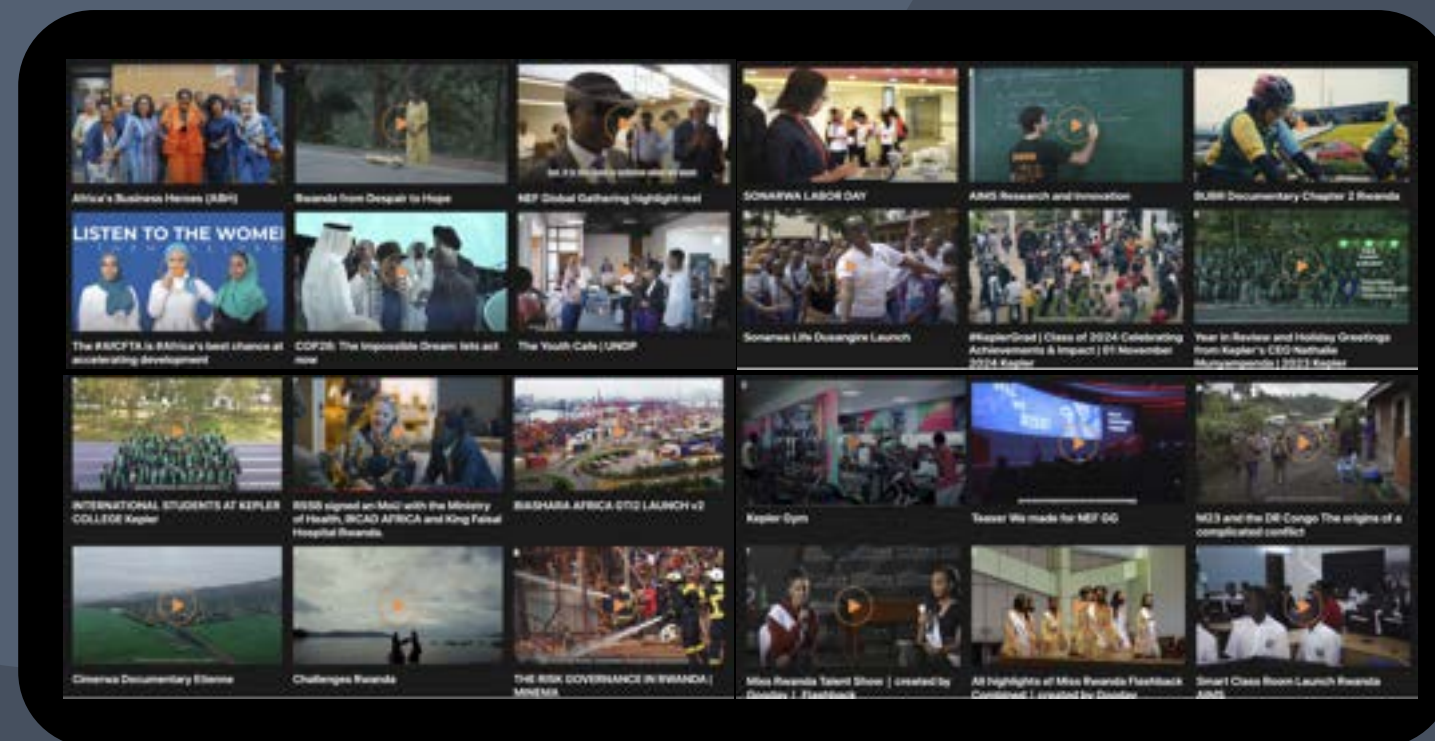 Africa's Business Heroes (ABH)
Rwanda from Despair to Hope
NEF Global Gathering highlight reel
LISTEN TO THE WOMEN
The #AfCFTA is #Africa's best chance at
accelerating development
COP28: The Impossible Dream: lets act
now
The Youth Cafe | UNDP
SONARWA LABOR DAY
AIMS Research and Innovation
Documentary Chapter 2 Rwanda
Sonarwa Life Dusangire Launch
#KeplerGrad | Class of 2024 Celebrating
Achievements & Impact | 01 November
2024 Kepler
Year in Review and Holiday Greetings
from Kepler's CEO Nathalie
Munyampenda | 2023 Kepler
INTERNATIONAL STUDENTS AT KEPLER
COLLEGE Kepler
RSSB signed an MoU with the Ministry
of Health, IRCAD AFRICA and King Faisal
Hospital Rwanda.
AFRICA LAUNCH v2
Cimerwa Documentary Etienne
Challenges Rwanda
THE RISK GOVERNANCE IN RWANDA |
MINEMA
Kepler Gym
Teaser We made for NEF GG
M23 and the DR Congo The origins of a
complicated conflict
Miss Rwanda Talent Show | created by
Gooday | Flashback
All highlights of Miss Rwanda Flashback
Combined | created by Gooday
Smart Class Room Launch Rwanda
AIMS